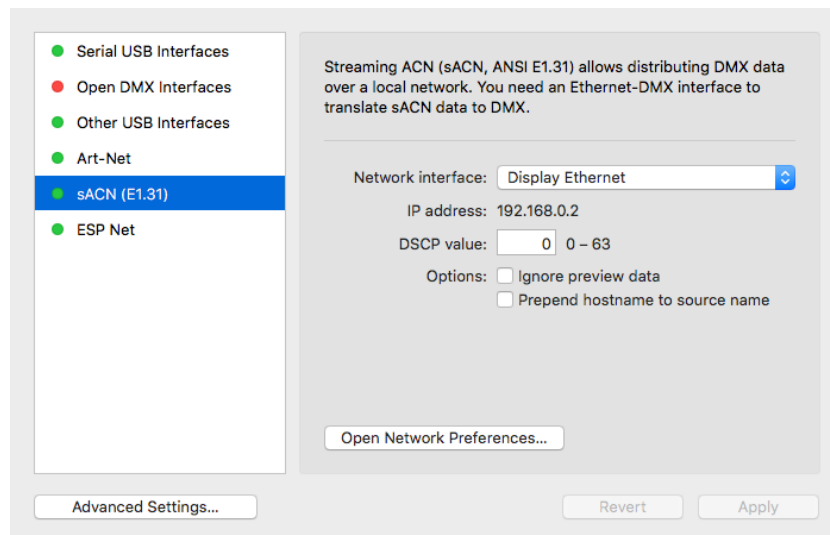 Serial USB Interfaces
Open DMX Interfaces
Other USB Interfaces
Art-Net
sACN (E1.31)
ESP Net
Streaming ACN (sACN, ANSI E1.31) allows distributing DMX data
over a local network. You need an Ethernet-DMX interface to
translate sACN data to DMX.
Network interface: Display Ethernet
IP address: 192.168.0.2
DSCP value: 0 0 – 63
Options: Ignore preview data
Prepend hostname to source name
Open Network Preferences...
Advanced Settings...
Revert
Apply